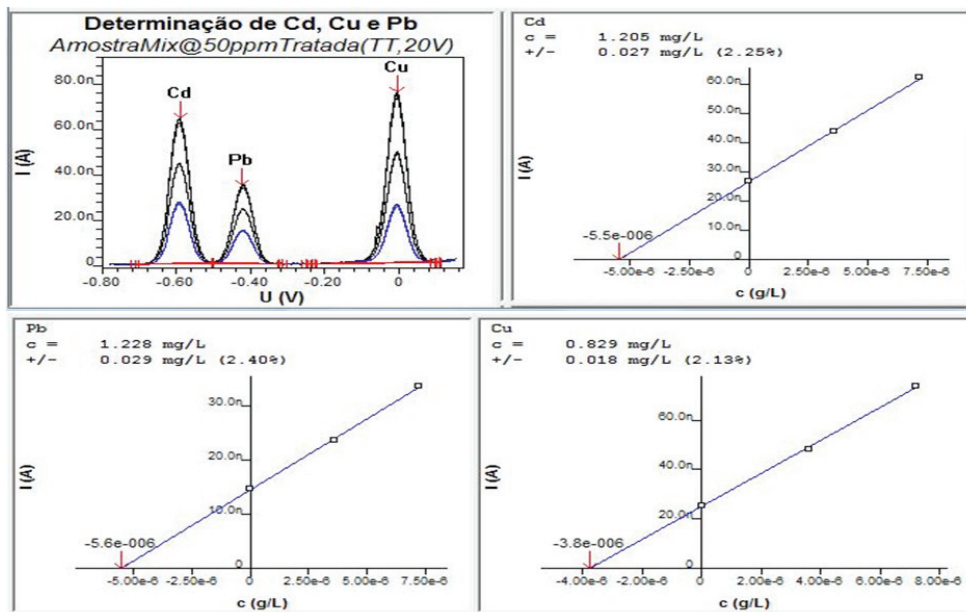 Determinação de Cd, Cu e Pb
AmostraMix@50ppmTratada(TT,20V)
80.0n
60.0n
40.0n
20.0n
0
I (A)
Cd
Pb
Cu
-0.80
-0.60
-0.40
-0.20
0
U (V)
Cd
c = 1.205 mg/L
+/- 0.027 mg/L (2.25%)
60.0n
50.0n
40.0n
30.0n
20.0n
10.0n
0
I (A)
-5.5e-006
-5.00e-6
-2.50e-6
0
2.50e-6
5.00e-6
7.50e-6
c (g/L)
Pb
c = 1.228 mg/L
+/- 0.029 mg/L (2.40%)
30.0n
20.0n
10.0n
0
I (A)
-5.6e-006
-5.00e-6
-2.50e-6
0
2.50e-6
5.00e-6
7.50e-6
c (g/L)
Cu
c = 0.829 mg/L
+/- 0.018 mg/L (2.13%)
60.0n
40.0n
20.0n
0
I (A)
-3.8e-006
-4.00e-6
-2.00e-6
0
2.00e-6
4.00e-6
6.00e-6
8.00e-6
c (g/L)